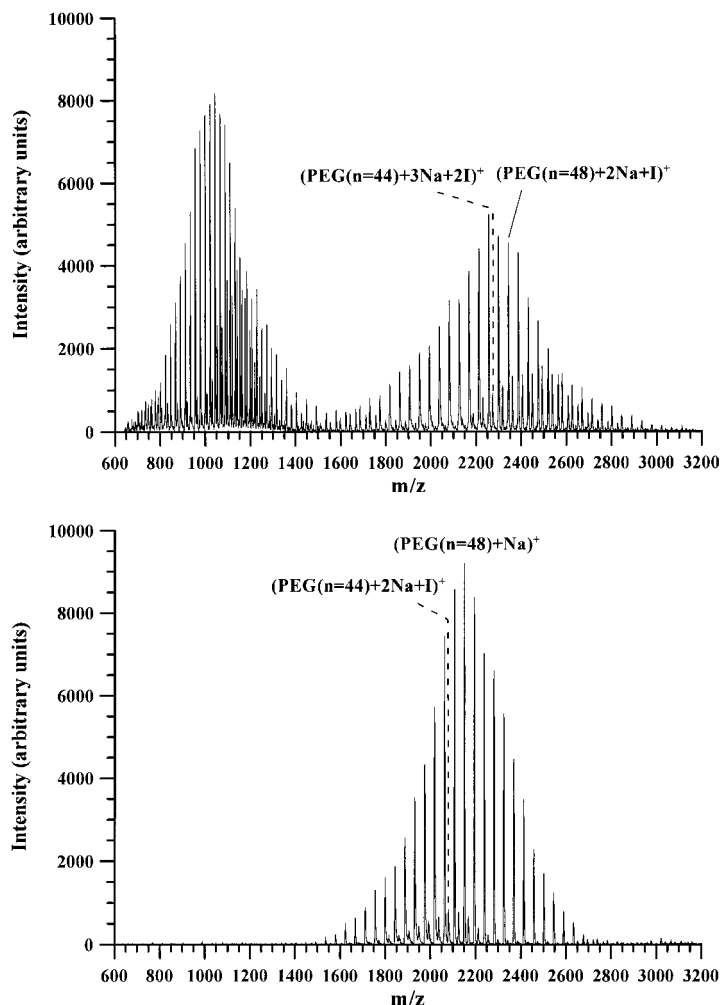 10000
8000
6000
4000
2000
0
Intensity (arbitrary units)
(PEG(n=44)+3Na+2I)+ (PEG(n=48)+2Na+I)+
600 800 1000 1200 1400 1600 1800 2000 2200 2400 2600 2800 3000 3200
m/z
10000
8000
6000
4000
2000
0
Intensity (arbitrary units)
(PEG(n=48)+Na)+
(PEG(n=44)+2Na+I)+
600 800 1000 1200 1400 1600 1800 2000 2200 2400 2600 2800 3000 3200
m/z